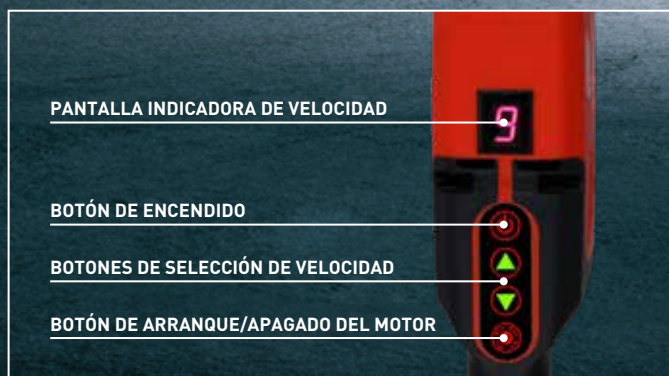 PANTALLA INDICADORA DE VELOCIDAD
9
BOTÓN DE ENCENDIDO
BOTONES DE SELECCIÓN DE VELOCIDAD
BOTÓN DE ARRANQUE/APAGADO DEL MOTOR